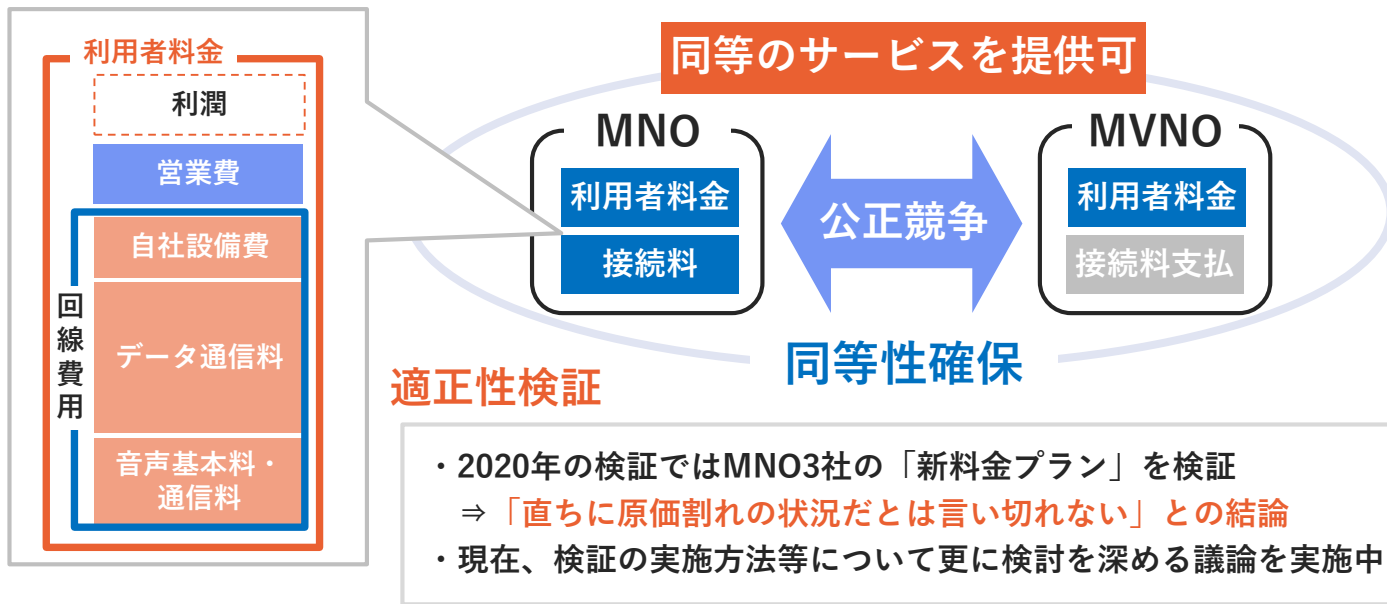 利用者料金
利潤
営業費
自社設備費
データ通信料
音声基本料・
通信料
回線費用
同等のサービスを提供可
MNO
利用者料金
接続料
公正競争
MVNO
利用者料金
接続料支払
同等性確保
適正性検証
・2020年の検証ではMNO3社の「新料金プラン」を検証
⇒「直ちに原価割れの状況だとは言い切れない」との結論
・現在、検証の実施方法等について更に検討を深める議論を実施中